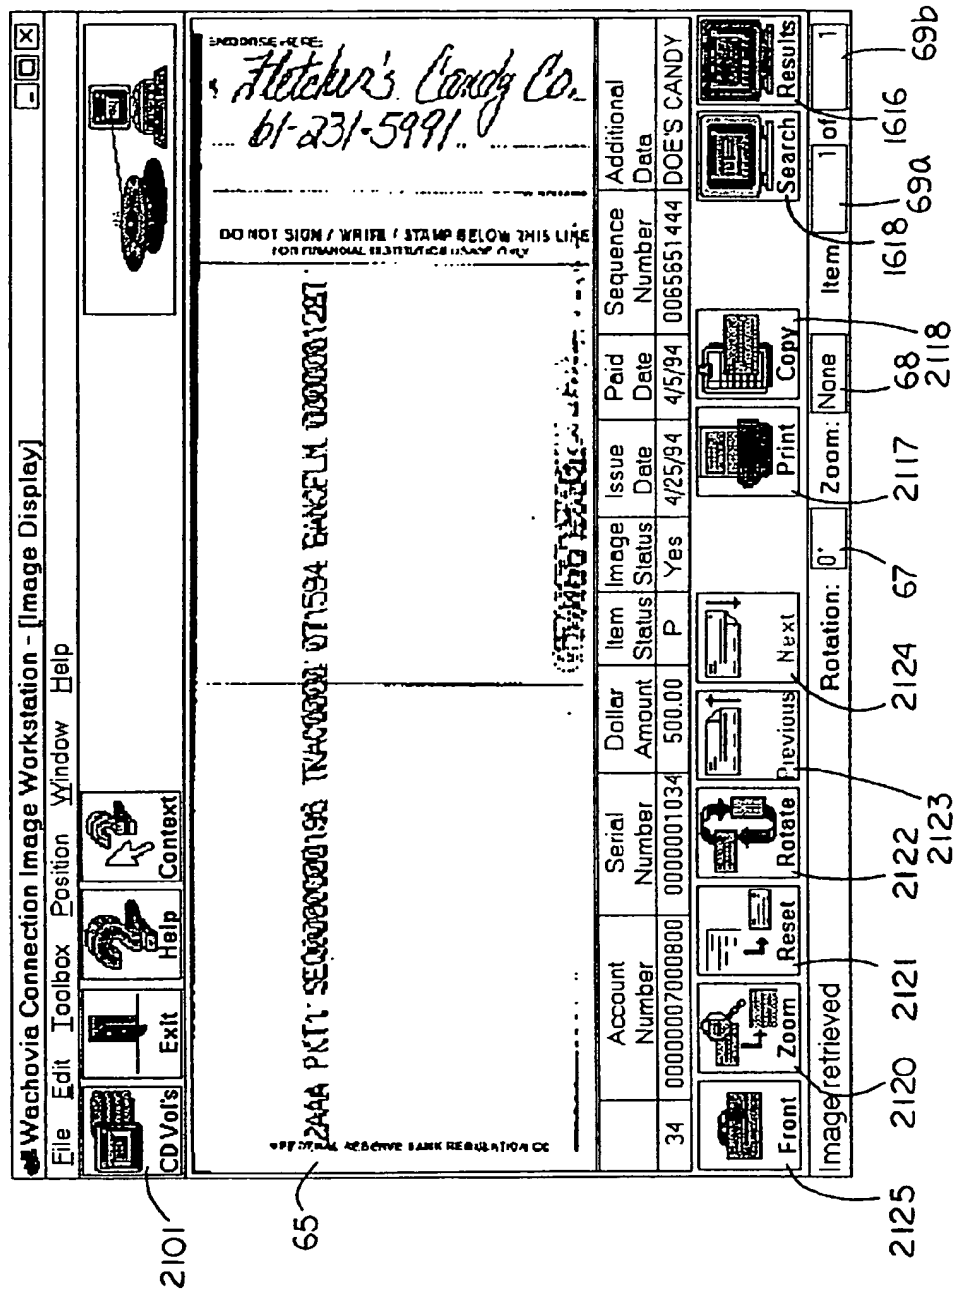 Wachovia Connection Image Workstation - [Image Display]
File Edit Toolbox Position Window Help
CD Vol's Exit Help Context
2101
ENDORSE HERE:
Fletcher's Candy Co.
61-231-5991
DO NOT SIGN / WRITE / STAMP BELOW THIS LINE
FOR FINANCIAL INSTITUTION USAGE ONLY
FEDERAL RESERVE BANK REGULATION CC
65
Account Number Serial Number Dollar Amount Item Status Image Status Issue Date Paid Date Sequence Number Additional Data
34 0000007000800 0000001034 500.00 P Yes 4/25/94 4/5/94 0065651444 DOE'S CANDY
Front Zoom Reset Rotate Previous Next Print Copy Search Results
Image retrieved Rotation: 0° Zoom: None Item 1 of 1
2125 2120 2121 2122 2123 2124 67 2117 68 2118 1618 69a 1616 69b